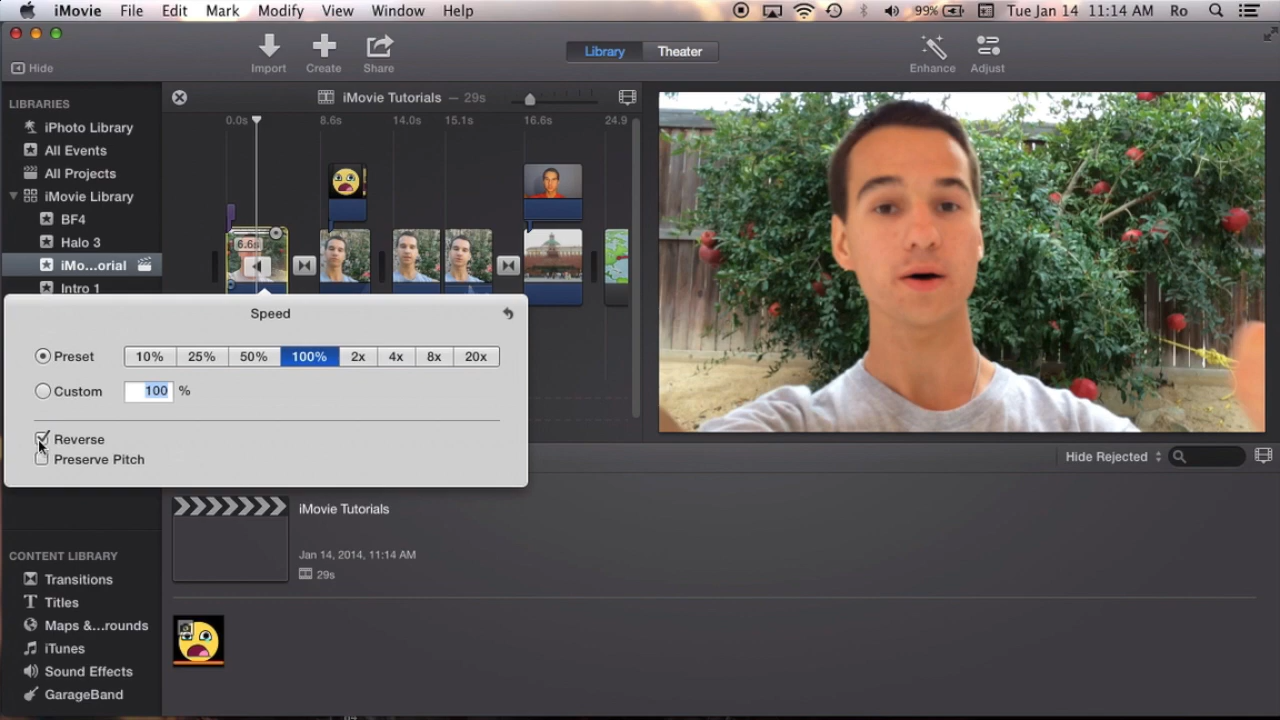 iMovie File Edit Mark Modify View Window Help 99% Tue Jan 14 11:14 AM Ro
Hide Import Create Share Library Theater Enhance Adjust
LIBRARIES
iPhoto Library
All Events
All Projects
iMovie Library
BF4
Halo 3
iMo...orial
Intro 1
iMovie Tutorials — 29s
0.0s 8.6s 14.0s 15.1s 16.6s 24.9
6.6s
Speed
Preset 10% 25% 50% 100% 2x 4x 8x 20x
Custom 100 %
Reverse
Preserve Pitch
Hide Rejected
iMovie Tutorials
Jan 14, 2014, 11:14 AM
29s
CONTENT LIBRARY
Transitions
T Titles
Maps &...rounds
iTunes
Sound Effects
GarageBand